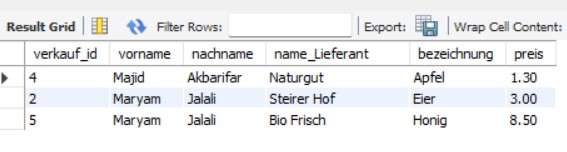 Result Grid Filter Rows: Export: Wrap Cell Content:
verkauf_id vorname nachname name_Lieferant bezeichnung preis
4 Majid Akbarifar Naturgut Apfel 1.30
2 Maryam Jalali Steirer Hof Eier 3.00
5 Maryam Jalali Bio Frisch Honig 8.50